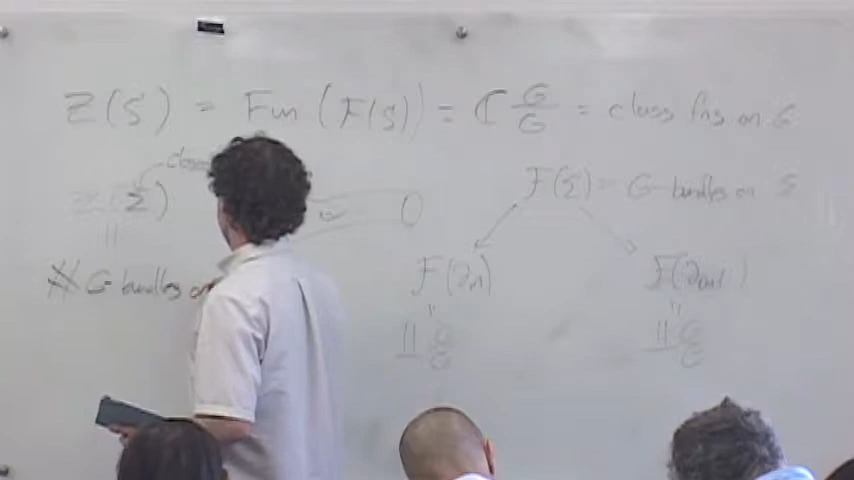 Z(S) = Fun(F(S)) = ℂ G/G = class fns on G
F(Σ) = G-bundles on Σ
Z(Σ)
||
# G-bundles on
F(∂in) F(∂out)
" "
∐ G/G ∐ G/G